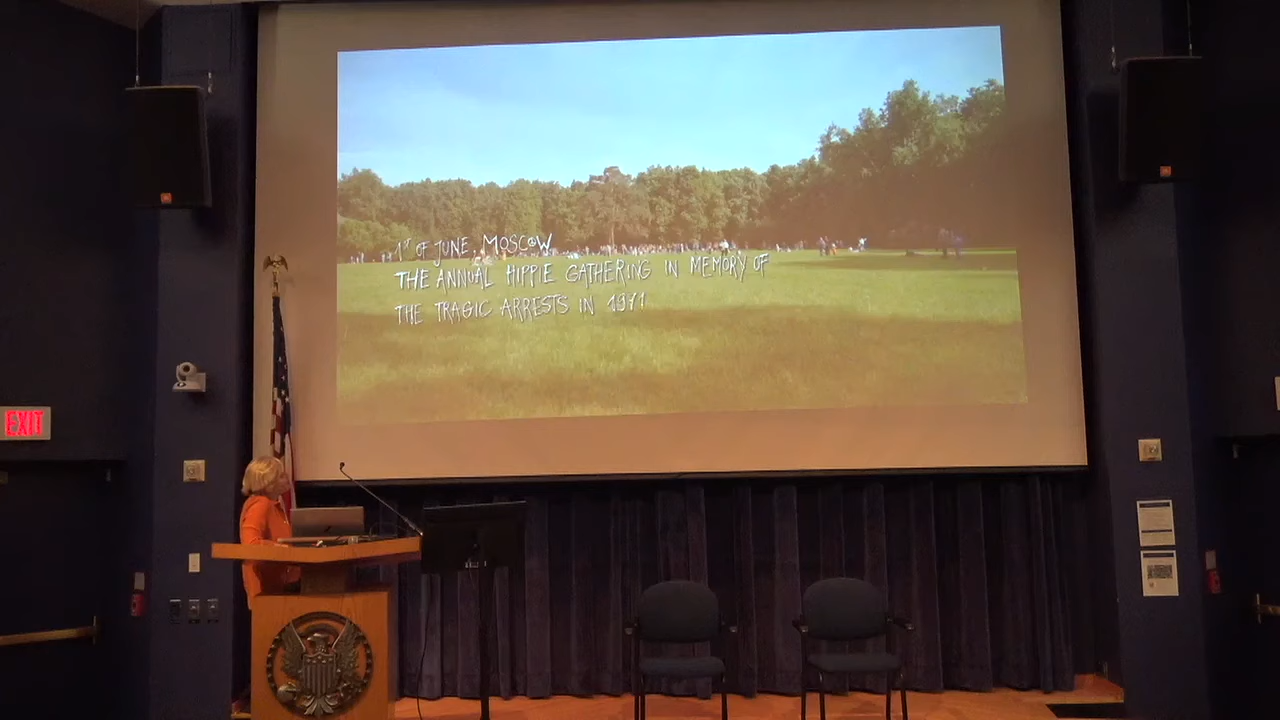 1ST OF JUNE, MOSCOW
THE ANNUAL HIPPIE GATHERING IN MEMORY OF
THE TRAGIC ARRESTS IN 1971
EXIT